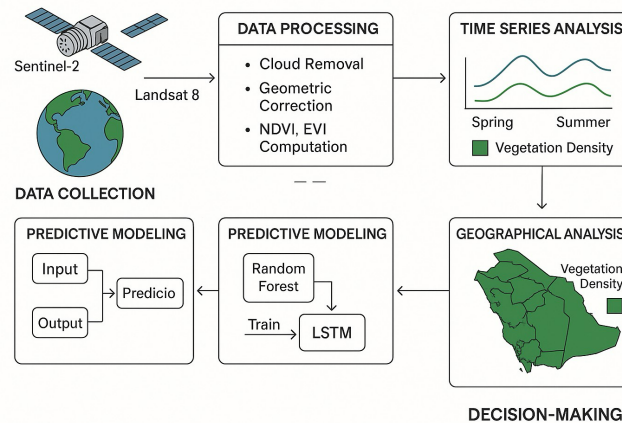 Sentinel-2
Landsat 8
DATA COLLECTION
DATA PROCESSING
• Cloud Removal
• Geometric
Correction
• NDVI, EVI
Computation
TIME SERIES ANALYSIS
Spring
Summer
Vegetation Density
PREDICTIVE MODELING
Input
Output
Predicio
PREDICTIVE MODELING
Random
Forest
Train
LSTM
GEOGRAPHICAL ANALYSIS
Vegetation
Density
DECISION-MAKING